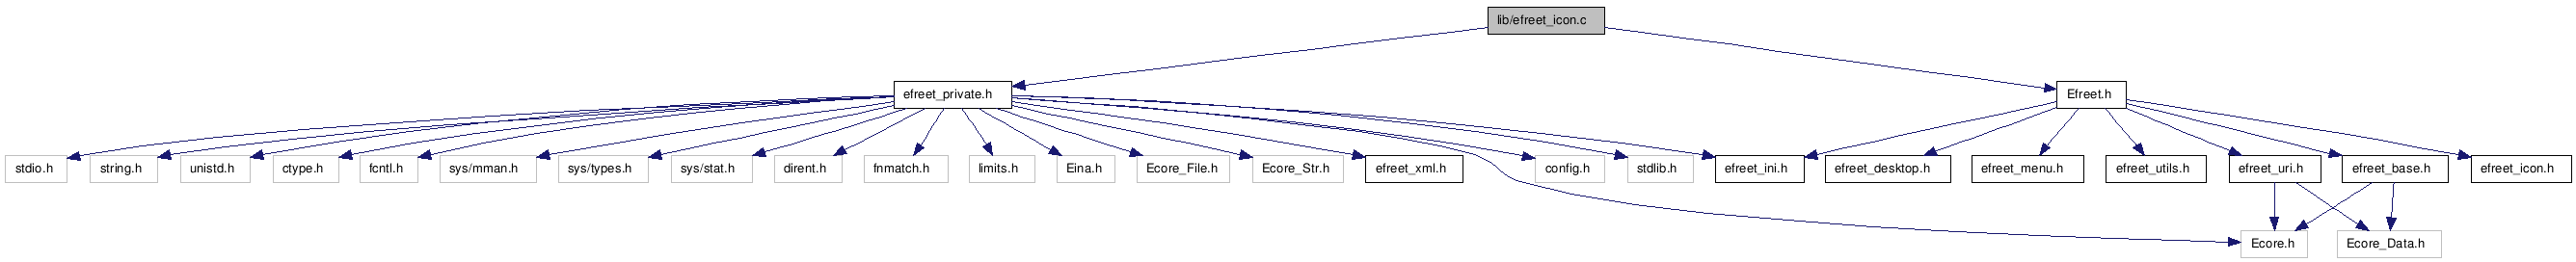 lib/efreet_icon.c
efreet_private.h
Efreet.h
stdio.h
string.h
unistd.h
ctype.h
fcntl.h
sys/mman.h
sys/types.h
sys/stat.h
dirent.h
fnmatch.h
limits.h
Eina.h
Ecore_File.h
Ecore_Str.h
efreet_xml.h
config.h
stdlib.h
efreet_ini.h
efreet_desktop.h
efreet_menu.h
efreet_utils.h
efreet_uri.h
efreet_base.h
efreet_icon.h
Ecore.h
Ecore_Data.h